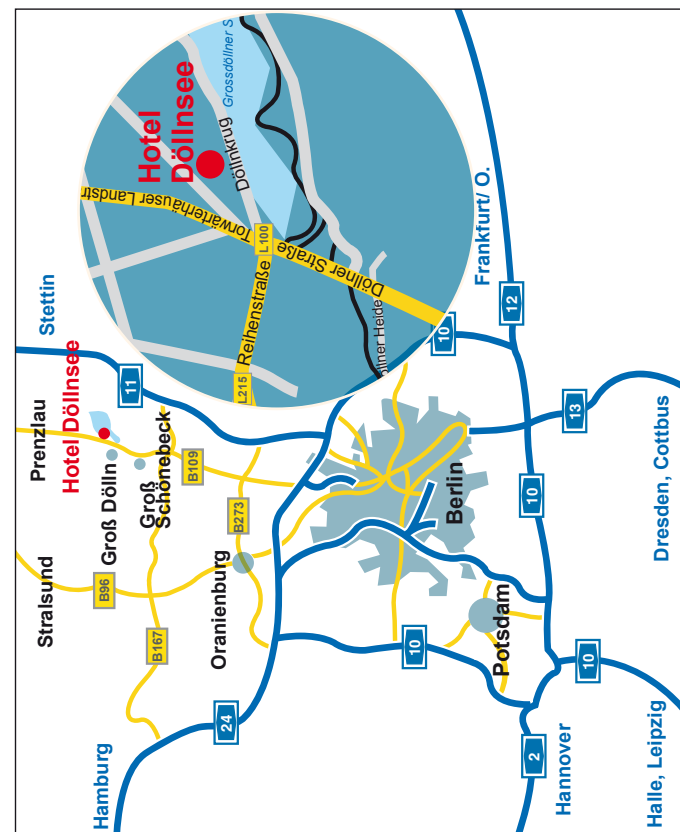 Stralsund
Prenzlau
Stettin
Hotel Döllnsee
Hamburg
B96
Groß Dölln
11
Groß
Schönebeck
B167
B109
24
Oranienburg
B273
Hotel
Döllnsee
Torwärterhäuser Landstr
Döllnkrug
Grossdöllner S
L215
Reihenstraße
L100
Döllner Straße
llner Heide
10
10
Berlin
Potsdam
Frankfurt/ O.
12
2
10
13
Hannover
10
Halle, Leipzig
Dresden, Cottbus